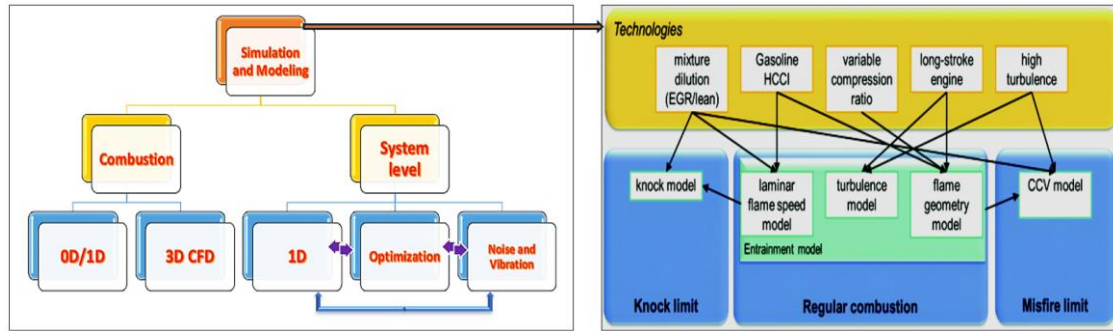 Simulation
and Modeling
Combustion
System
level
0D/1D
3D CFD
1D
Optimization
Noise and
Vibration
Technologies
mixture
dilution
(EGR/lean)
Gasoline
HCCI
variable
compression
ratio
long-stroke
engine
high
turbulence
knock model
laminar
flame speed
model
turbulence
model
flame
geometry
model
CCV model
Entrainment model
Knock limit
Regular combustion
Misfire limit